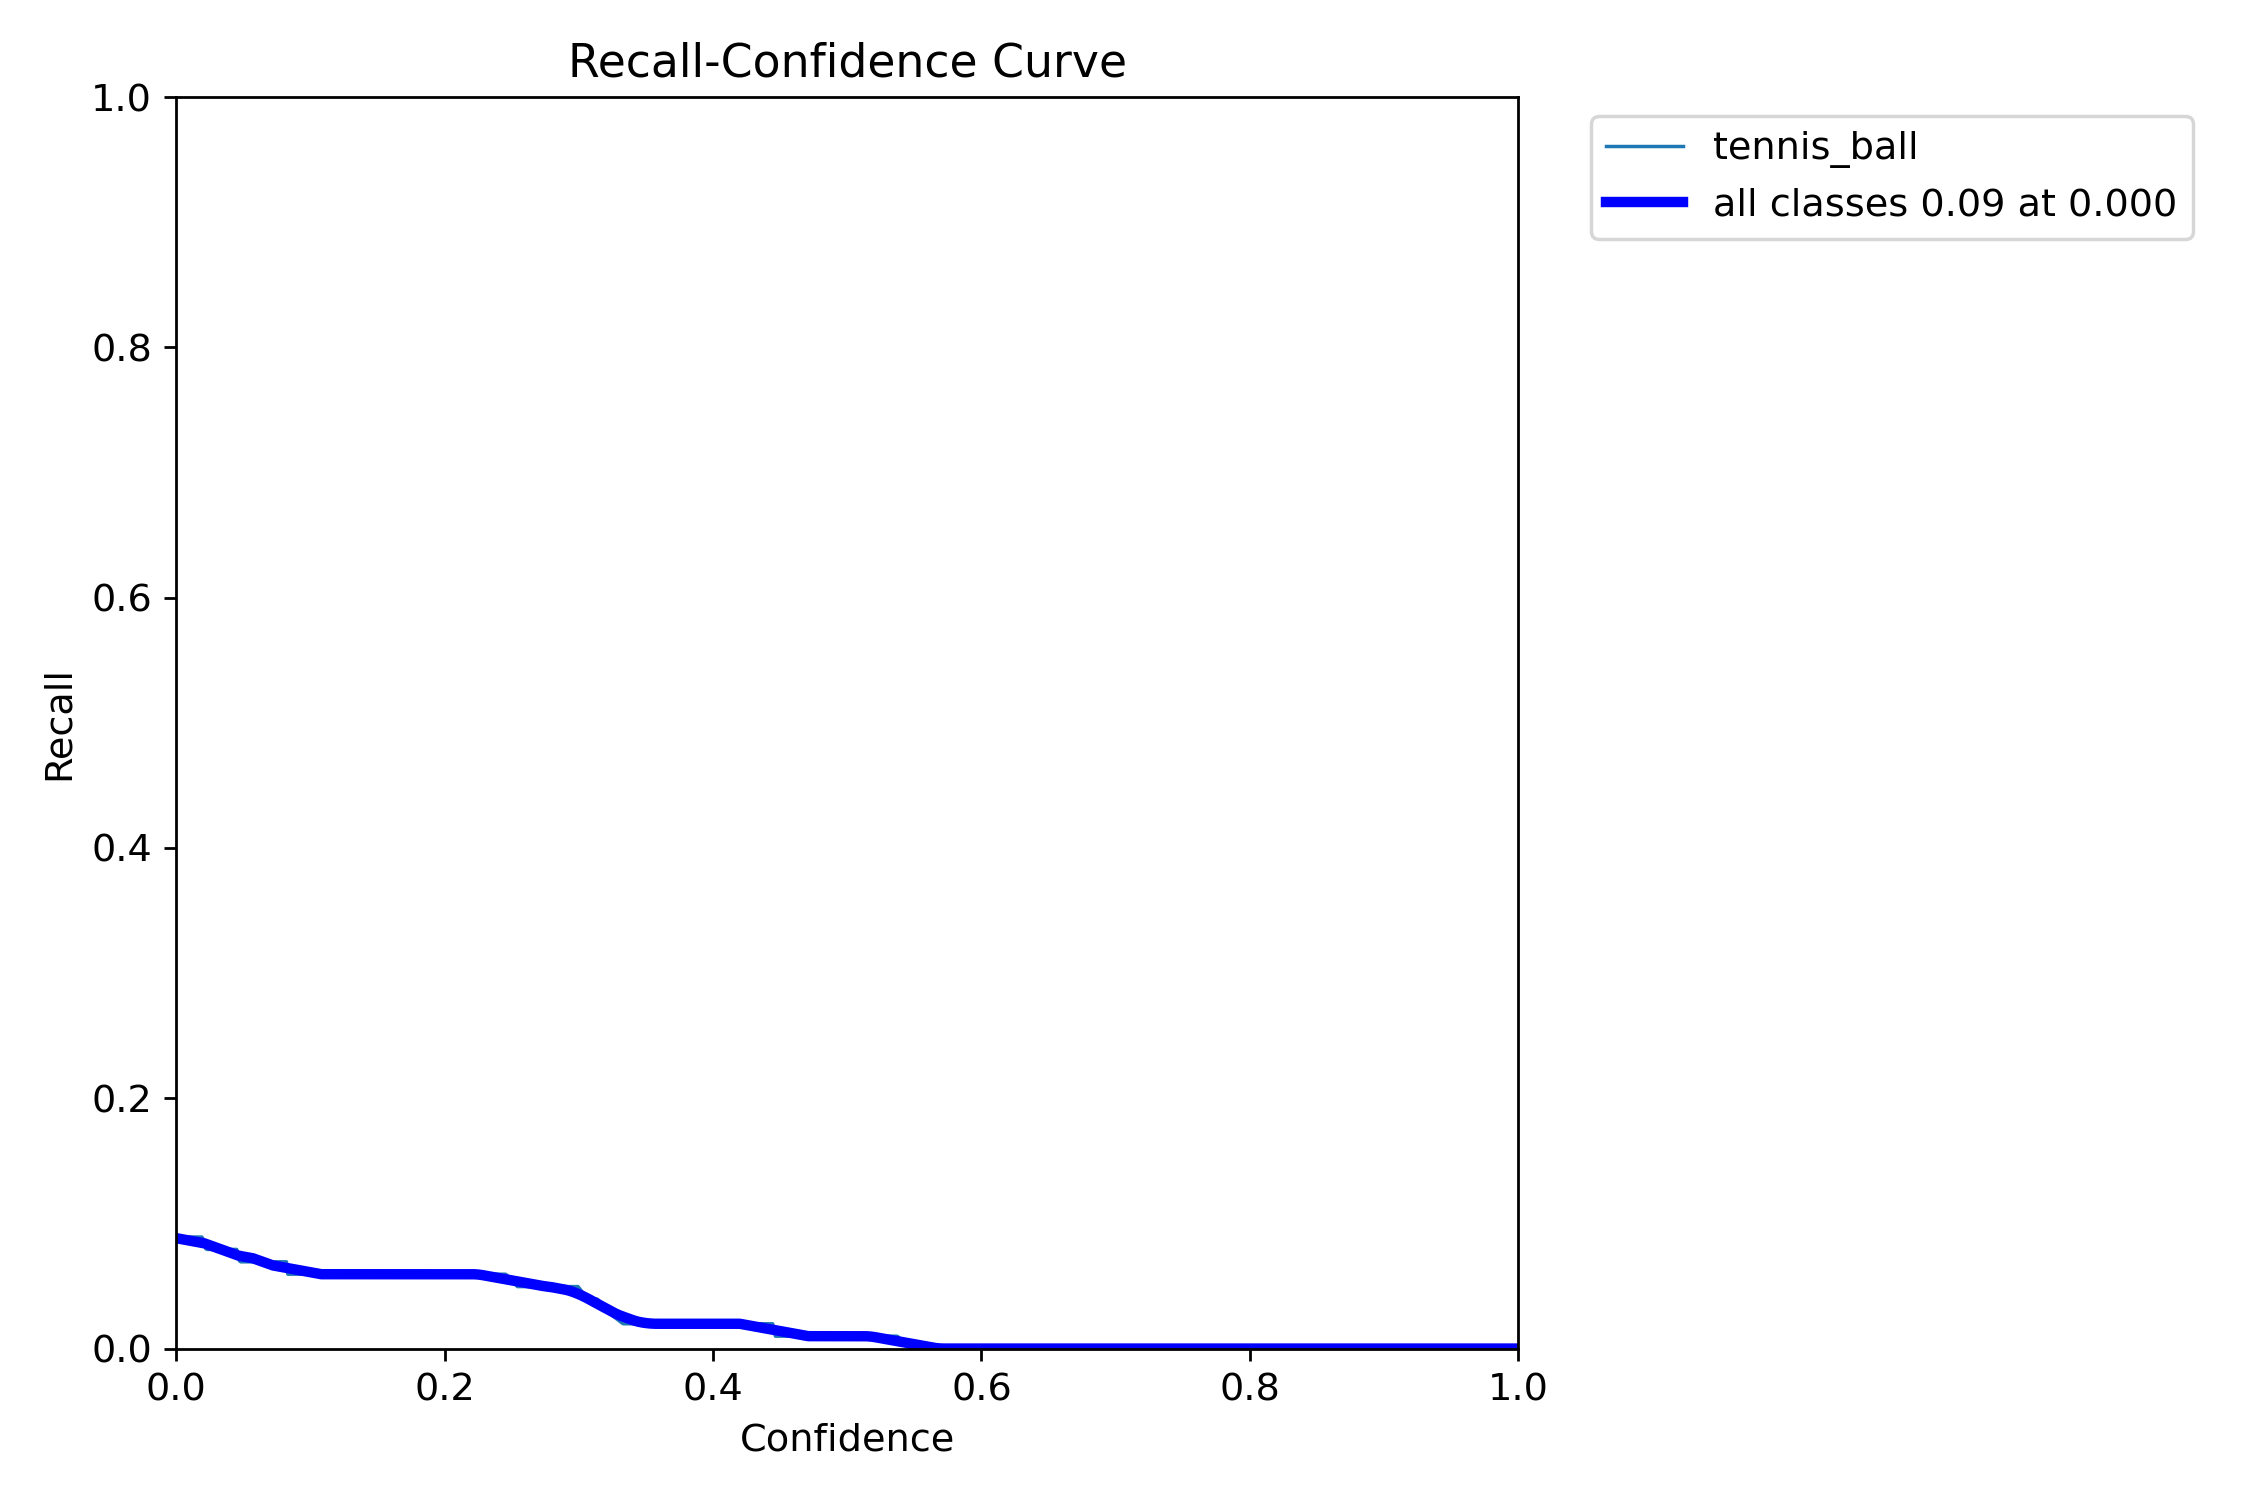 Recall-Confidence Curve
1.0
0.8
0.6
0.4
0.2
0.0
Recall
0.0 0.2 0.4 0.6 0.8 1.0
Confidence
tennis_ball
all classes 0.09 at 0.000